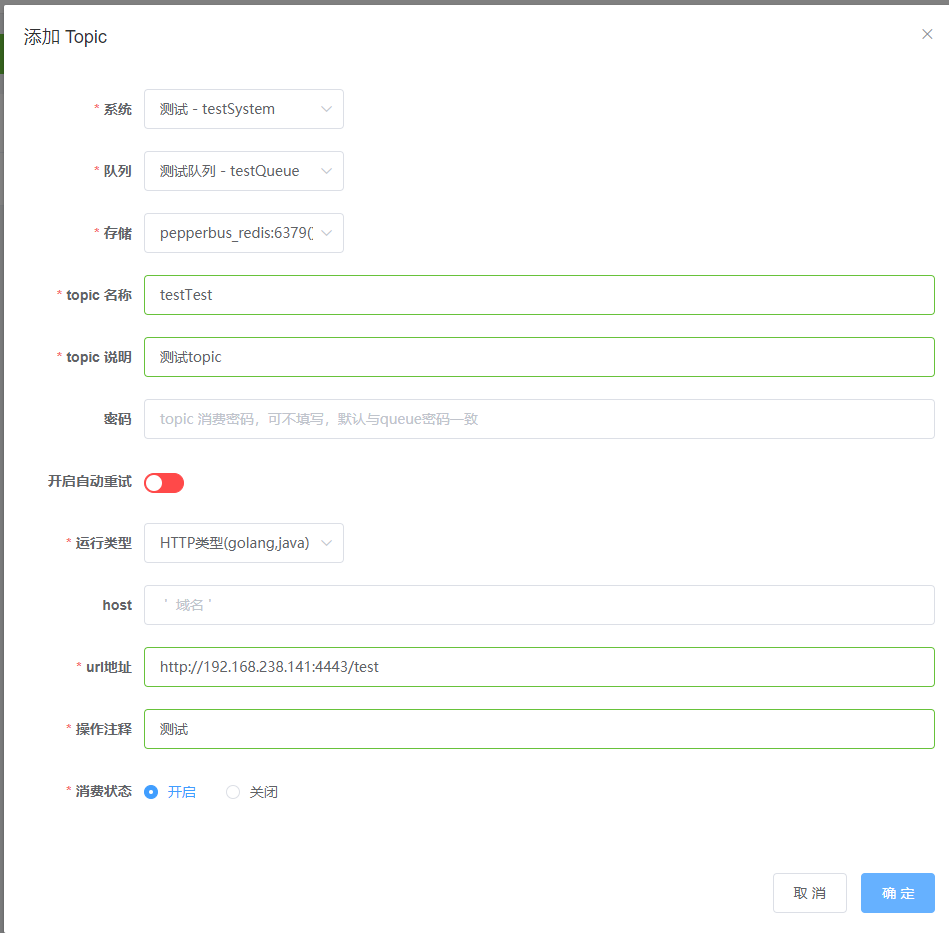 添加 Topic
* 系统 测试 - testSystem
* 队列 测试队列 - testQueue
* 存储 pepperbus_redis:6379()
* topic 名称 testTest
* topic 说明 测试topic
密码 topic 消费密码，可不填写，默认与queue密码一致
开启自动重试
* 运行类型 HTTP类型(golang,java)
host ' 域名 '
* url地址 http://192.168.238.141:4443/test
* 操作注释 测试
* 消费状态 开启 关闭
取 消 确 定